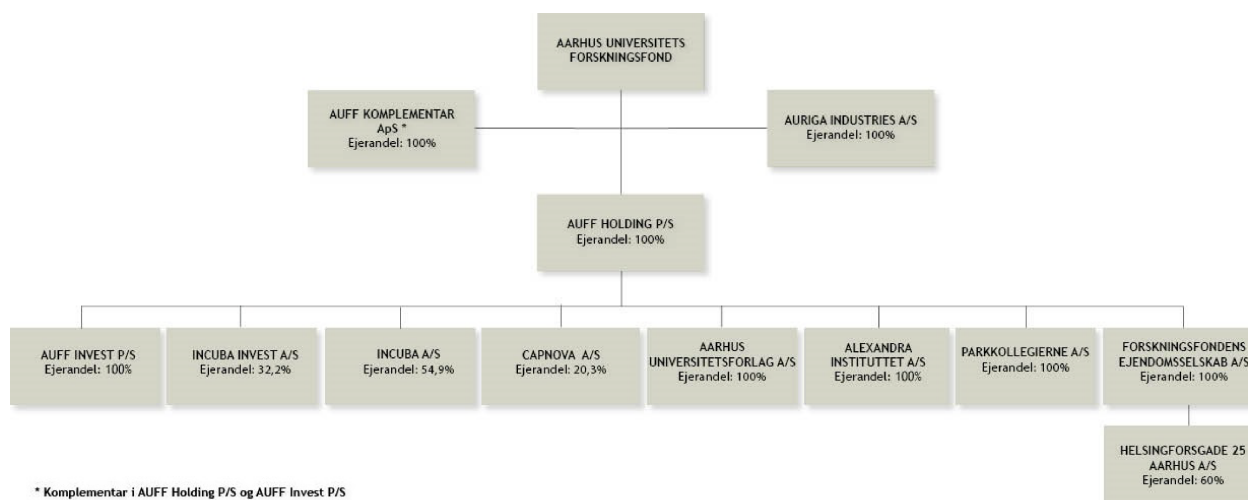 AARHUS UNIVERSITETS
FORSKNINGSFOND
AUFF KOMPLEMENTAR
ApS *
Ejerandel: 100%
AURIGA INDUSTRIES A/S
Ejerandel: 100%
AUFF HOLDING P/S
Ejerandel: 100%
AUFF INVEST P/S
Ejerandel: 100%
INCUBA INVEST A/S
Ejerandel: 32,2%
INCUBA A/S
Ejerandel: 54,9%
CAPNOVA A/S
Ejerandel: 20,3%
AARHUS
UNIVERSITETSFORLAG A/S
Ejerandel: 100%
ALEXANDRA
INSTITUTTET A/S
Ejerandel: 100%
PARKKOLLEGIERNE A/S
Ejerandel: 100%
FORSKNINGSFONDENS
EJENDOMSSELSKAB A/S
Ejerandel: 100%
HELSINGFORSGADE 25
AARHUS A/S
Ejerandel: 60%
* Komplementar i AUFF Holding P/S og AUFF Invest P/S